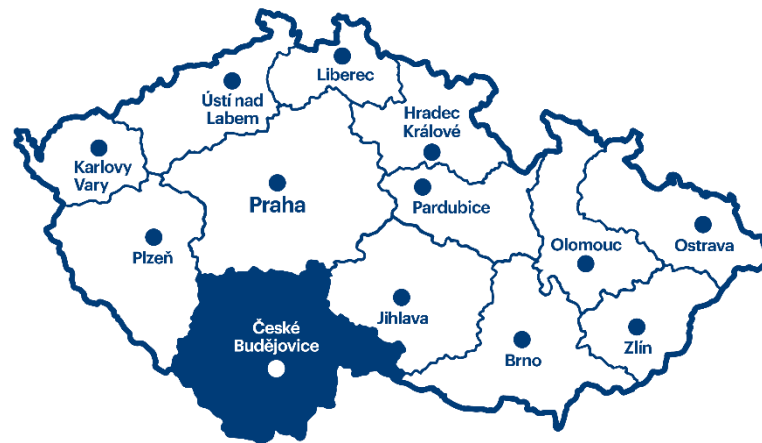 Liberec
Ústí nad
Labem
Hradec
Králové
Karlovy
Vary
Praha
Pardubice
Plzeň
Olomouc
Ostrava
Jihlava
České
Budějovice
Brno
Zlín